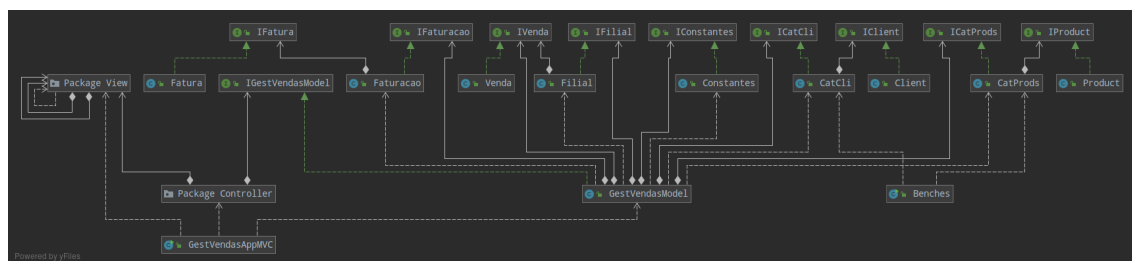 IFatura
IFaturacao
IVenda
IFilial
IConstantes
ICatCli
IClient
ICatProds
IProduct
Package View
Fatura
IGestVendasModel
Faturacao
Venda
Filial
Constantes
CatCli
Client
CatProds
Product
Package Controller
GestVendasModel
Benches
GestVendasAppMVC
Powered by yFiles